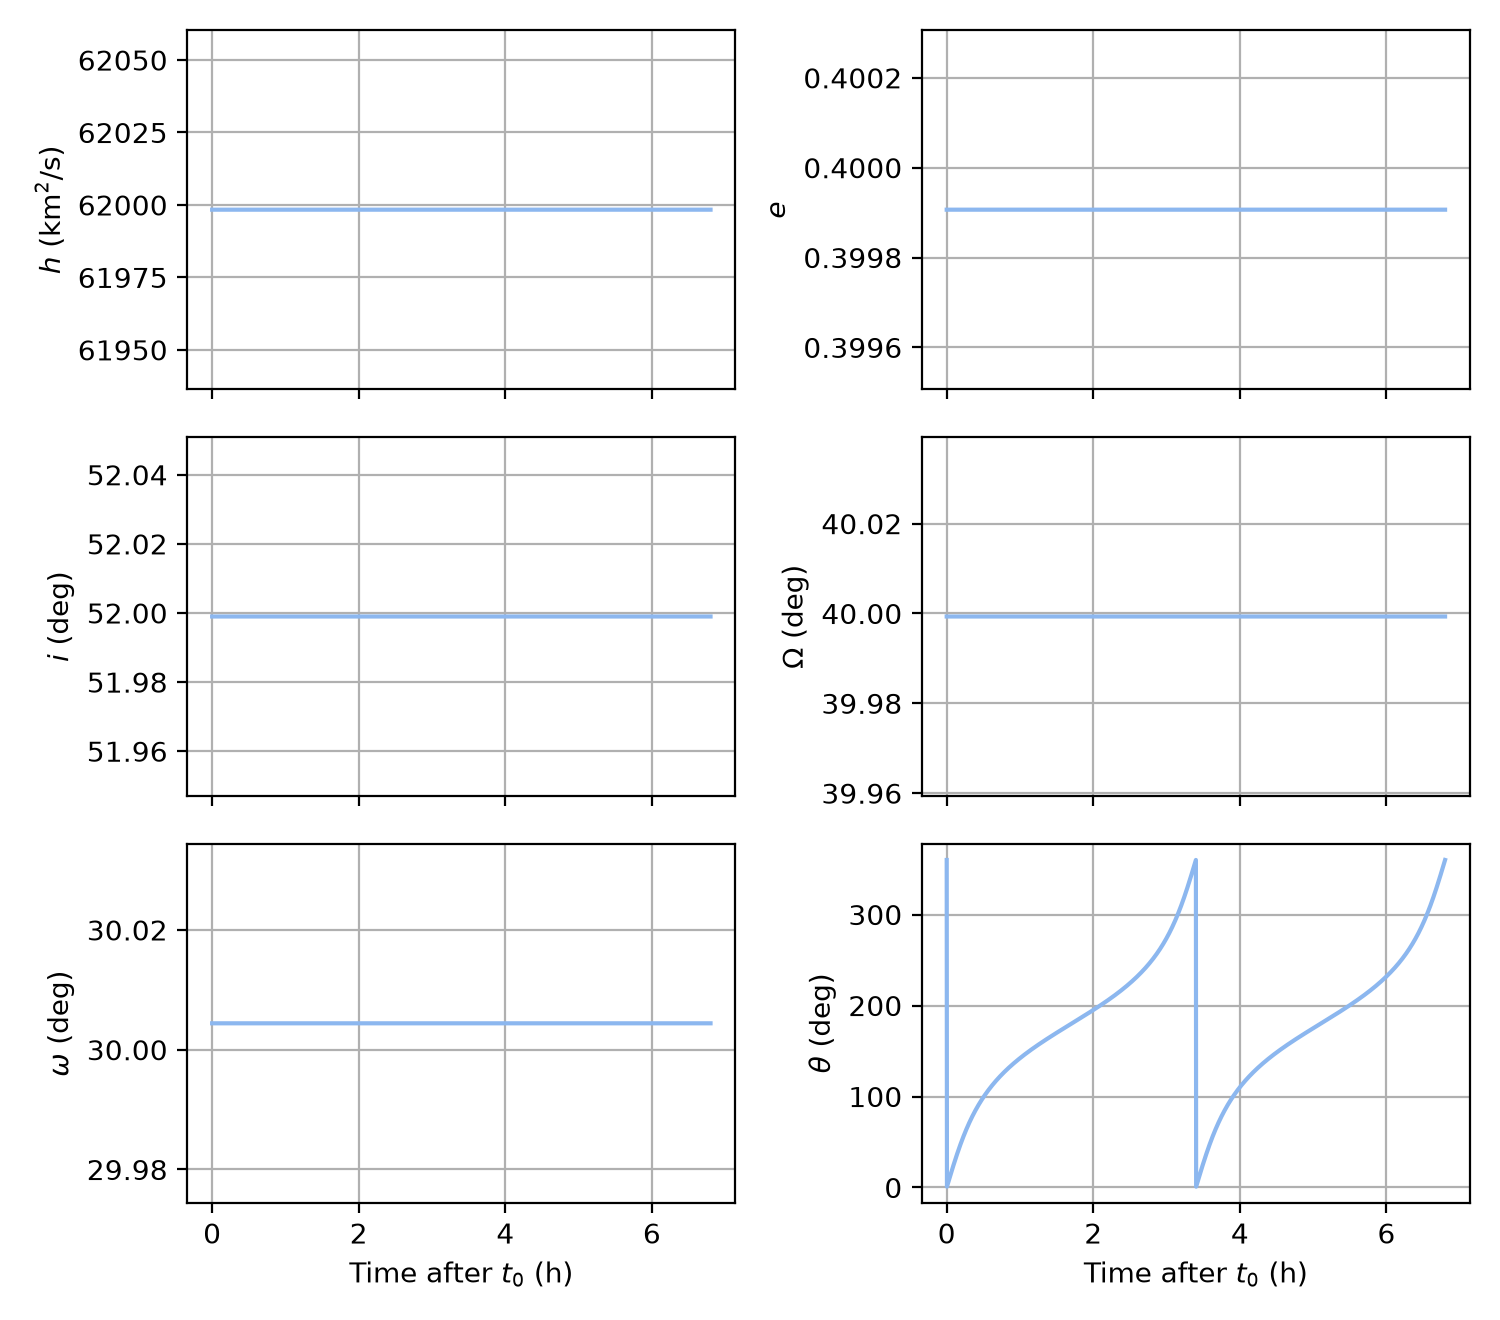 62050
62025
62000
61975
61950
h (km²/s)
0.4002
0.4000
0.3998
0.3996
e
52.04
52.02
52.00
51.98
51.96
i (deg)
40.02
40.00
39.98
39.96
Ω (deg)
30.02
30.00
29.98
ω (deg)
0 2 4 6
Time after t₀ (h)
300
200
100
0
θ (deg)
0 2 4 6
Time after t₀ (h)